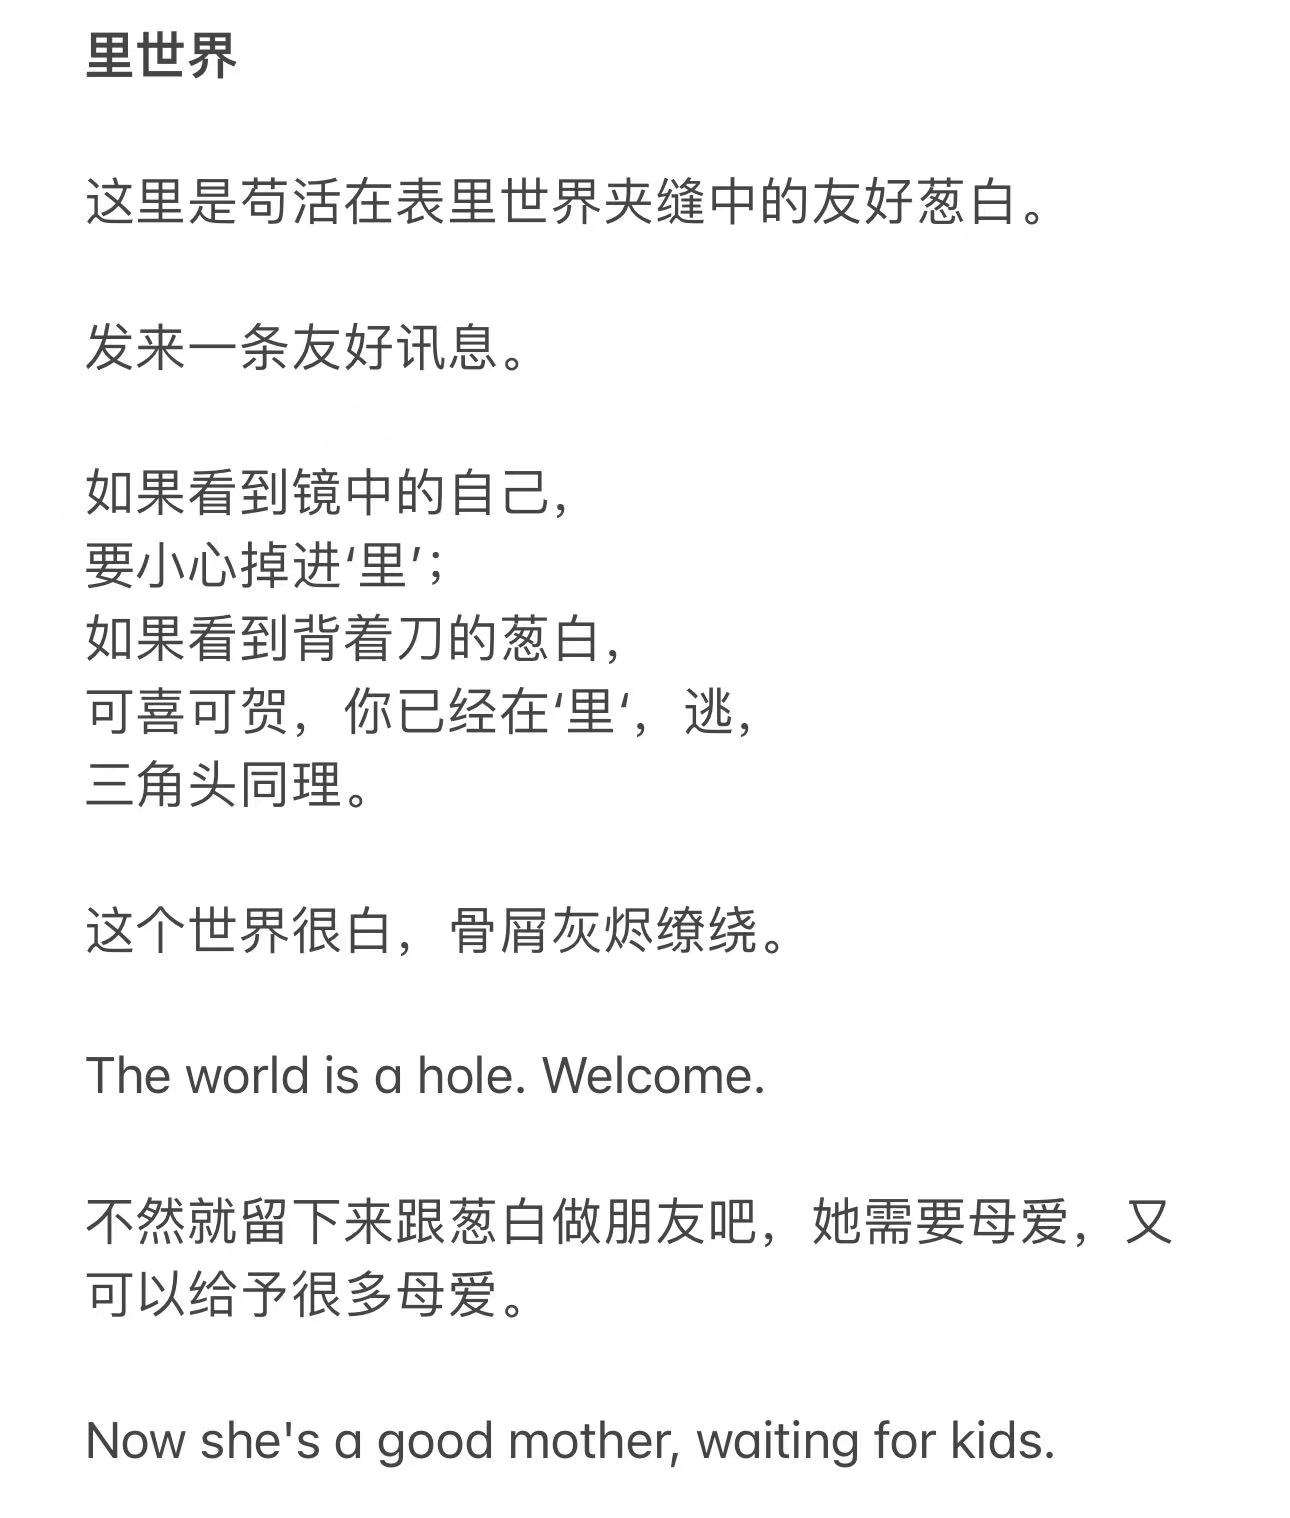 里世界
这里是苟活在表里世界夹缝中的友好葱白。
发来一条友好讯息。
如果看到镜中的自己，
要小心掉进‘里’；
如果看到背着刀的葱白，
可喜可贺，你已经在‘里‘，逃，
三角头同理。
这个世界很白，骨屑灰烬缭绕。
The world is a hole. Welcome.
不然就留下来跟葱白做朋友吧，她需要母爱，又
可以给予很多母爱。
Now she's a good mother, waiting for kids.